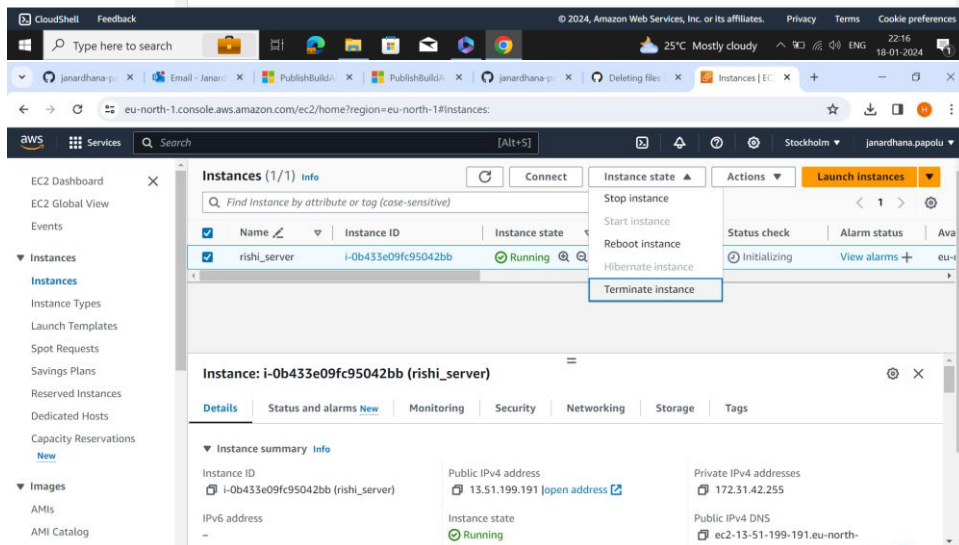 CloudShell Feedback © 2024, Amazon Web Services, Inc. or its affiliates. Privacy Terms Cookie preferences
Type here to search 25°C Mostly cloudy ENG 22:16
18-01-2024
janardhana-p Email - Janard PublishBuildA PublishBuildA janardhana-p Deleting files Instances | EC
eu-north-1.console.aws.amazon.com/ec2/home?region=eu-north-1#Instances: H
aws Services Search [Alt+S] Stockholm janardhana.papolu
EC2 Dashboard
EC2 Global View
Events
Instances
Instances
Instance Types
Launch Templates
Spot Requests
Savings Plans
Reserved Instances
Dedicated Hosts
Capacity Reservations
New
Images
AMIs
AMI Catalog
Instances (1/1) Info Connect Instance state Actions Launch instances
Find Instance by attribute or tag (case-sensitive) 1
Stop instance
Start instance
Reboot instance
Hibernate instance
Terminate instance
Name Instance ID Instance state Status check Alarm status Ava
rishi_server i-0b433e09fc95042bb Running Initializing View alarms
Instance: i-0b433e09fc95042bb (rishi_server)
Details Status and alarms New Monitoring Security Networking Storage Tags
Instance summary Info
Instance ID Public IPv4 address Private IPv4 addresses
i-0b433e09fc95042bb (rishi_server) 13.51.199.191 |open address 172.31.42.255
IPv6 address Instance state Public IPv4 DNS
– Running ec2-13-51-199-191.eu-north-